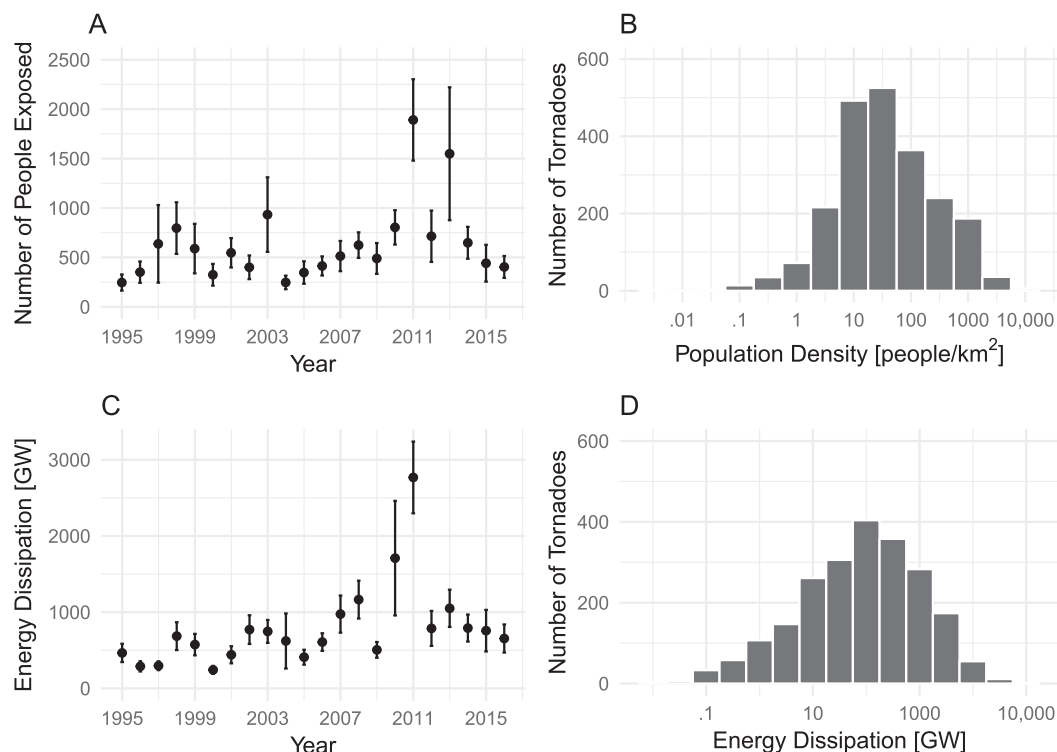 A
Number of People Exposed
2500
2000
1500
1000
500
0
1995 1999 2003 2007 2011 2015
Year
B
Number of Tornadoes
600
400
200
0
.01 .1 1 10 100 1000 10,000
Population Density [people/km²]
C
Energy Dissipation [GW]
3000
2000
1000
0
1995 1999 2003 2007 2011 2015
Year
D
Number of Tornadoes
600
400
200
0
.1 10 1000 10,000
Energy Dissipation [GW]